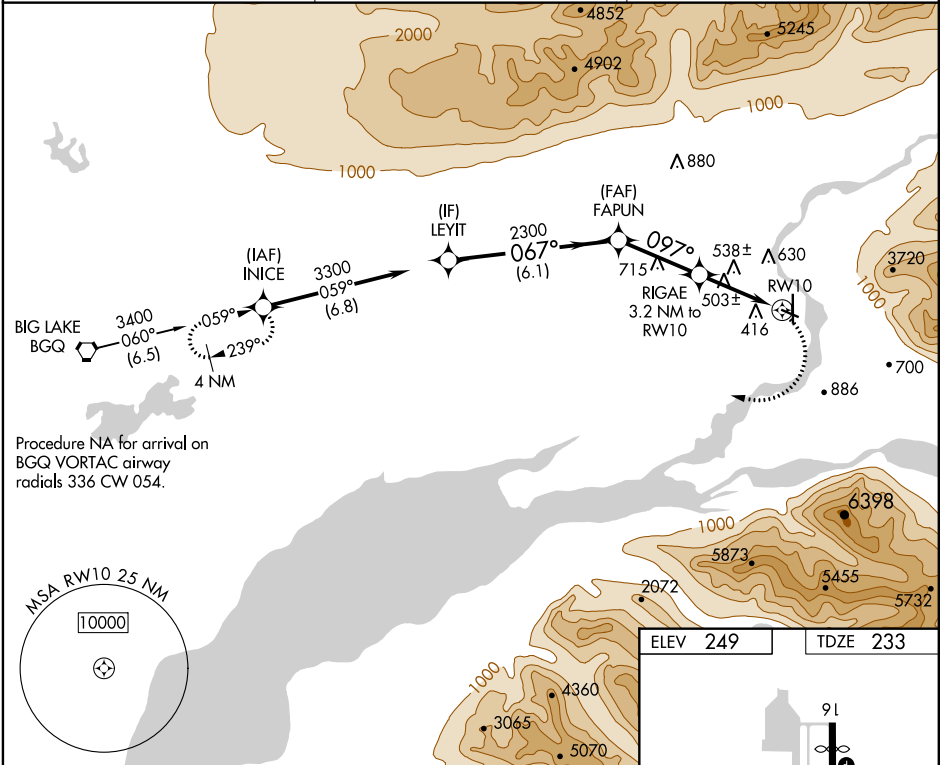 4852
5245
2000
4902
1000
1000
880
(FAF)
FAPUN
(IF)
LEYIT
2300
067°
(6.1)
097°
538±
630
715
3720
(IAF)
INICE
3300
059°
(6.8)
RIGAE
3.2 NM to
RW10
503±
RW10
416
1000
BIG LAKE
BGQ
3400
060°
(6.5)
059°
239°
4 NM
700
886
Procedure NA for arrival on
BGQ VORTAC airway
radials 336 CW 054.
6398
1000
5873
5455
5732
2072
MSA RW10 25 NM
10000
ELEV 249
TDZE 233
1000
4360
3065
5070
16